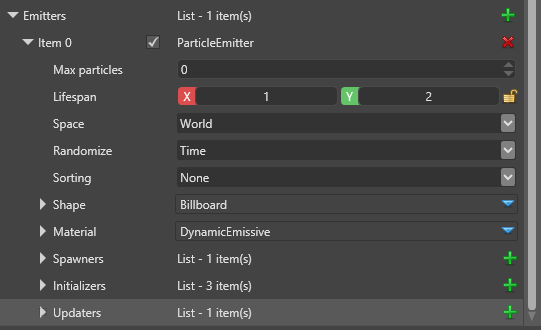 Emitters List - 1 item(s)
Item 0 ParticleEmitter
Max particles 0
Lifespan X 1 Y 2
Space World
Randomize Time
Sorting None
Shape Billboard
Material DynamicEmissive
Spawners List - 1 item(s)
Initializers List - 3 item(s)
Updaters List - 1 item(s)